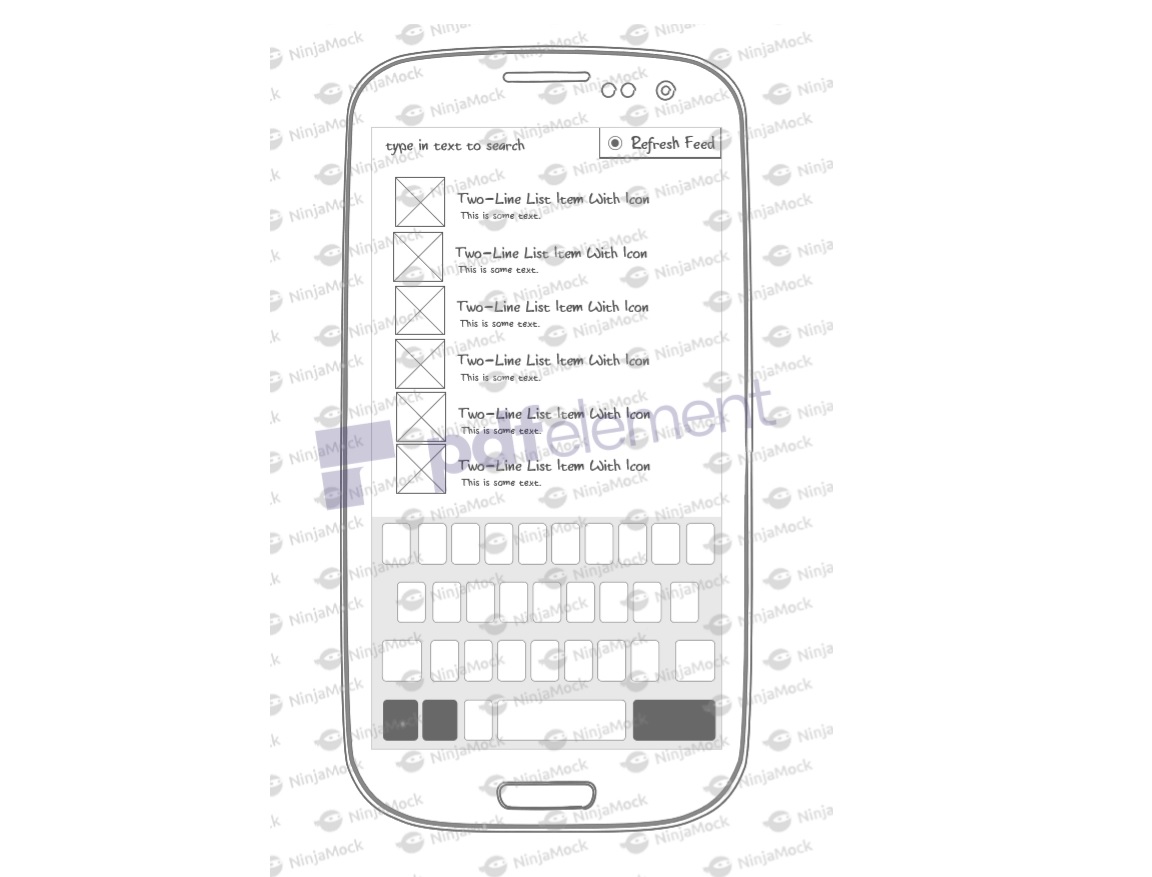 type in text to search
Refresh Feed
Two-Line List Item With Icon
This is some text.
Two-Line List Item With Icon
This is some text.
Two-Line List Item With Icon
This is some text.
Two-Line List Item With Icon
This is some text.
Two-Line List Item With Icon
This is some text.
Two-Line List Item With Icon
This is some text.
pdfelement
NinjaMock